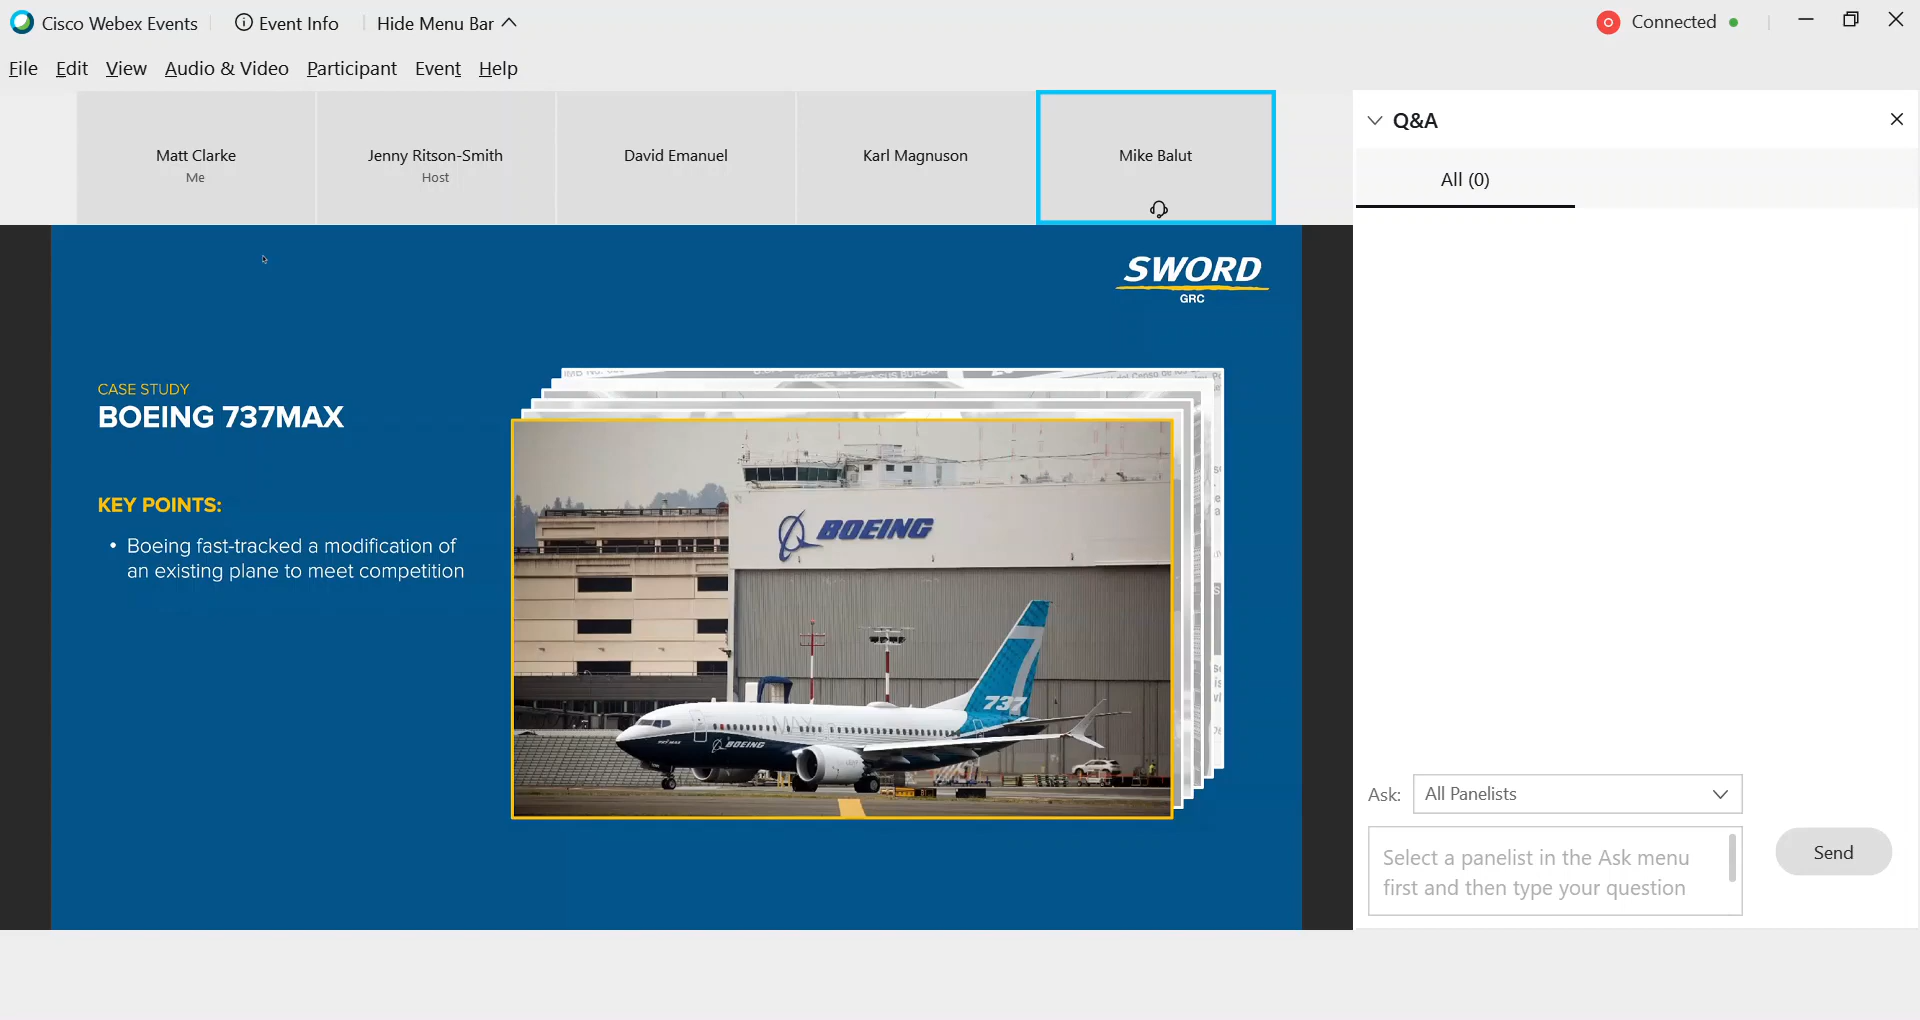 Cisco Webex Events
Event Info
Hide Menu Bar
Connected
File Edit View Audio & Video Participant Event Help
Matt Clarke
Me
Jenny Ritson-Smith
Host
David Emanuel
Karl Magnuson
Mike Balut
SWORD
GRC
CASE STUDY
BOEING 737MAX
KEY POINTS:
• Boeing fast-tracked a modification of
an existing plane to meet competition
BOEING
737
MAX
BOEING
Q&A
All (0)
Ask: All Panelists
Select a panelist in the Ask menu
first and then type your question
Send